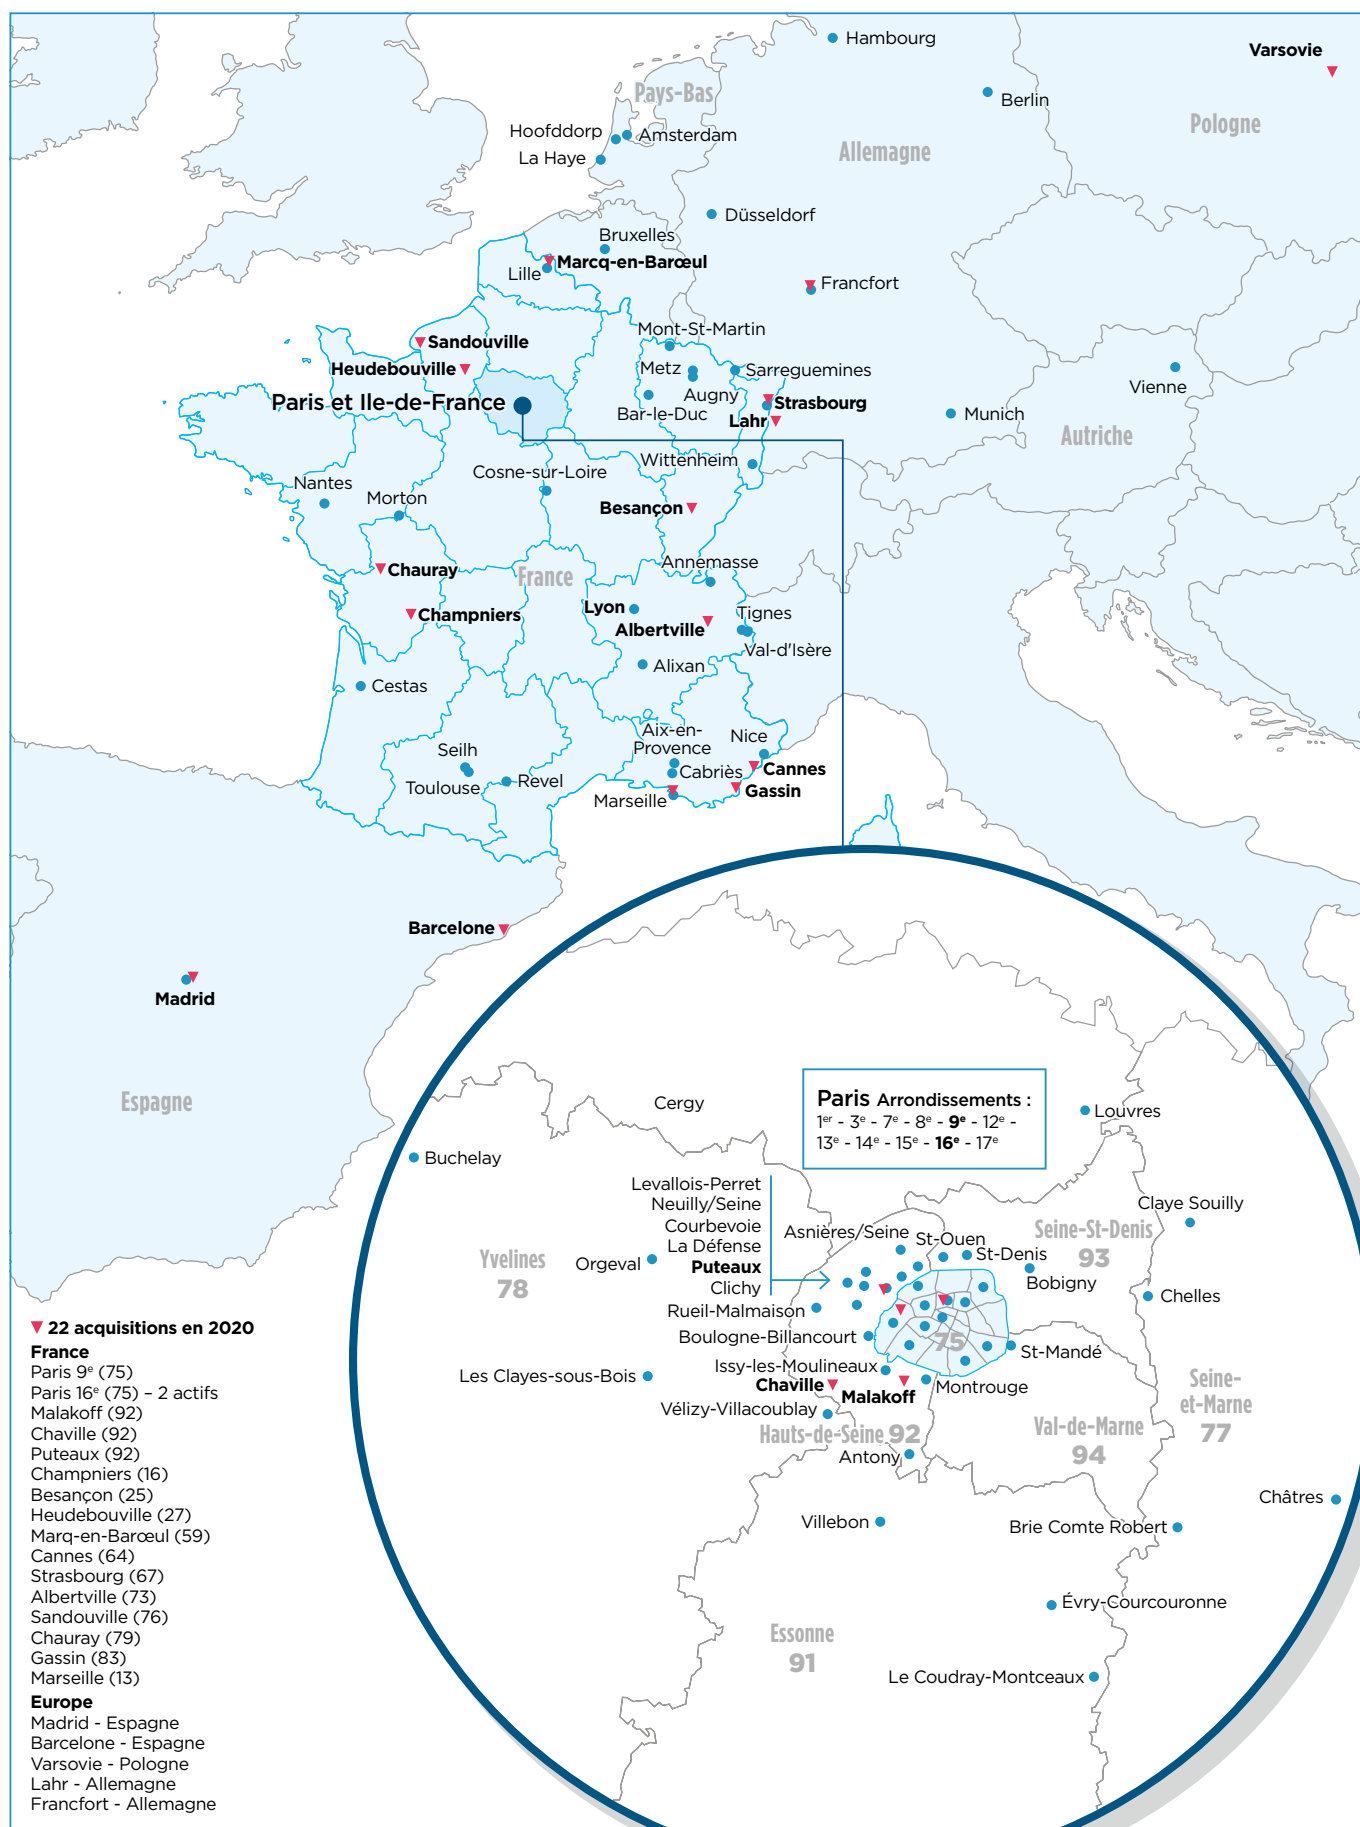 Hambourg
Varsovie
Pays-Bas
Berlin
Hoofddorp
Amsterdam
Pologne
La Haye
Allemagne
Düsseldorf
Bruxelles
Marcq-en-Barœul
Lille
Francfort
Mont-St-Martin
Sandouville
Heudebouville
Metz
Sarreguemines
Vienne
Augny
Paris et Ile-de-France
Bar-le-Duc
Strasbourg
Munich
Lahr
Autriche
Wittenheim
Cosne-sur-Loire
Nantes
Morton
Besançon
Annemasse
Chauray
France
Lyon
Tignes
Champniers
Albertville
Val-d'Isère
Alixan
Cestas
Aix-en-
Provence
Nice
Seilh
Cabriès
Cannes
Toulouse
Revel
Gassin
Marseille
Barcelone
Madrid
Espagne
Paris Arrondissements :
1er - 3e - 7e - 8e - 9e - 12e -
13e - 14e - 15e - 16e - 17e
Cergy
Louvres
Buchelay
Levallois-Perret
Neuilly/Seine
Courbevoie
La Défense
Puteaux
Clichy
Claye Souilly
Asnières/Seine
St-Ouen
Seine-St-Denis
93
St-Denis
Yvelines
78
Orgeval
Bobigny
Chelles
Rueil-Malmaison
Boulogne-Billancourt
75
St-Mandé
Issy-les-Moulineaux
Les Clayes-sous-Bois
Chaville
Malakoff
Montrouge
Seine-
et-Marne
77
Vélizy-Villacoublay
Hauts-de-Seine 92
Val-de-Marne
94
Antony
Châtres
Villebon
Brie Comte Robert
Évry-Courcouronne
Essonne
91
Le Coudray-Montceaux
22 acquisitions en 2020
France
Paris 9e (75)
Paris 16e (75) – 2 actifs
Malakoff (92)
Chaville (92)
Puteaux (92)
Champniers (16)
Besançon (25)
Heudebouville (27)
Marq-en-Barœul (59)
Cannes (64)
Strasbourg (67)
Albertville (73)
Sandouville (76)
Chauray (79)
Gassin (83)
Marseille (13)
Europe
Madrid - Espagne
Barcelone - Espagne
Varsovie - Pologne
Lahr - Allemagne
Francfort - Allemagne